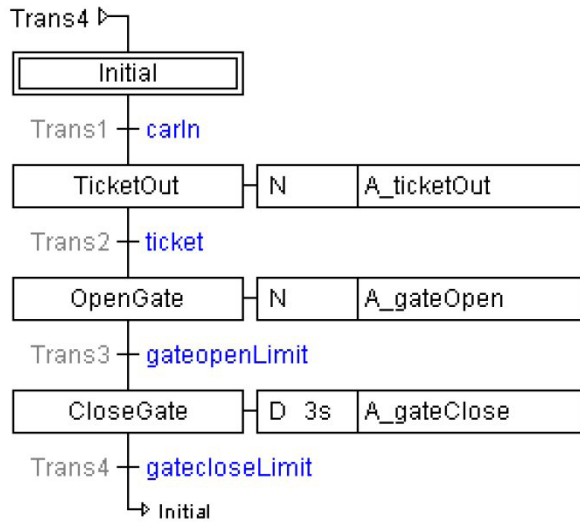 Trans4
Initial
Trans1 carIn
TicketOut N A_ticketOut
Trans2 ticket
OpenGate N A_gateOpen
Trans3 gateopenLimit
CloseGate D 3s A_gateClose
Trans4 gatecloseLimit
Initial